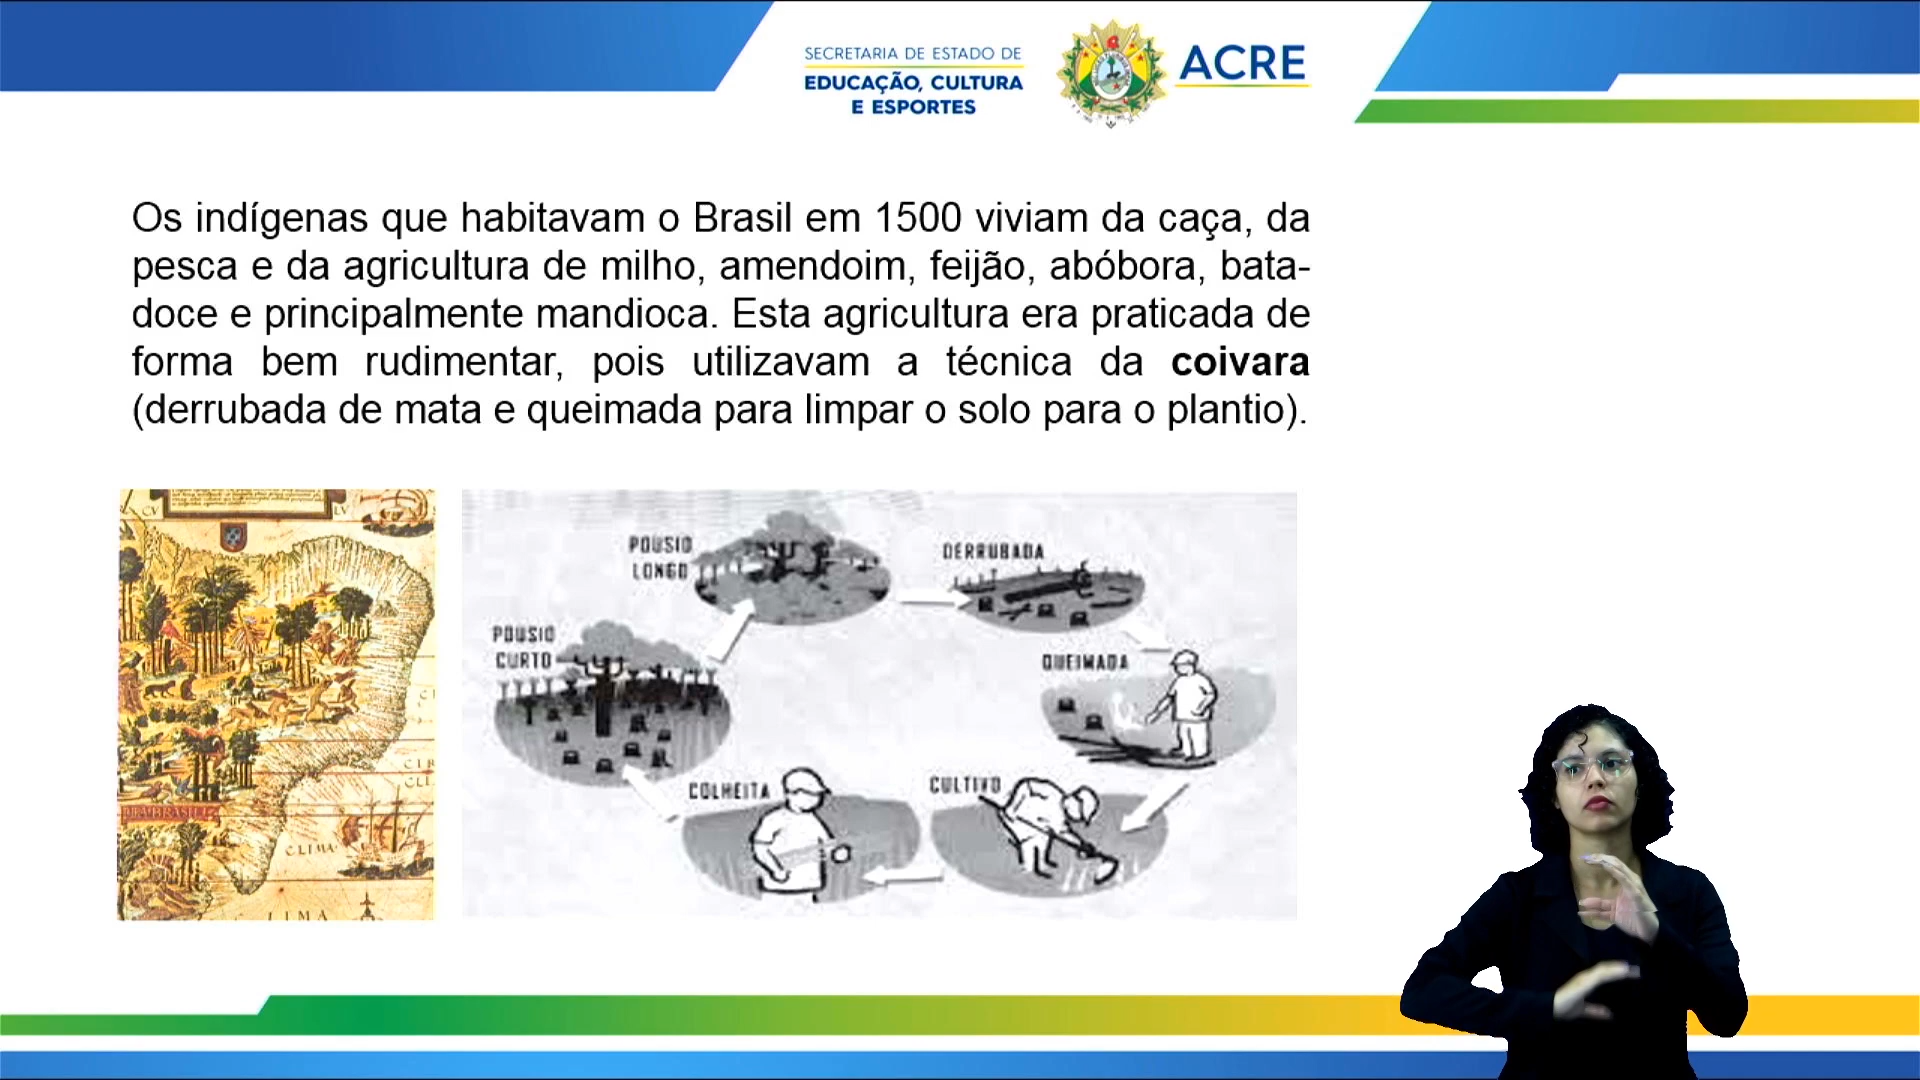 SECRETARIA DE ESTADO DE
EDUCAÇÃO, CULTURA
E ESPORTES
ACRE
Os indígenas que habitavam o Brasil em 1500 viviam da caça, da
pesca e da agricultura de milho, amendoim, feijão, abóbora, bata-
doce e principalmente mandioca. Esta agricultura era praticada de
forma bem rudimentar, pois utilizavam a técnica da coivara
(derrubada de mata e queimada para limpar o solo para o plantio).
CLIMA
LIMA
POUSIO
LONGO
DERRUBADA
POUSIO
CURTO
QUEIMADA
COLHEITA
CULTIVO